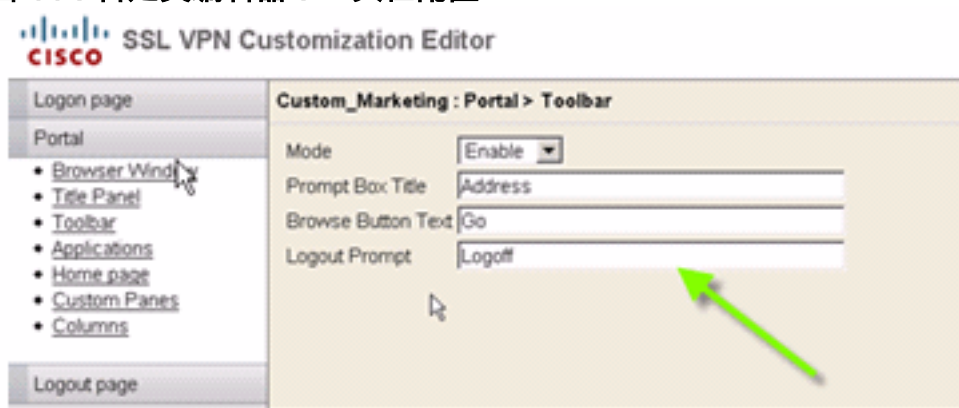 CISCO
SSL VPN Customization Editor
Logon page
Portal
• Browser Window
• Title Panel
• Toolbar
• Applications
• Home page
• Custom Panes
• Columns
Logout page
Custom_Marketing : Portal > Toolbar
Mode Enable
Prompt Box Title Address
Browse Button Text Go
Logout Prompt Logoff